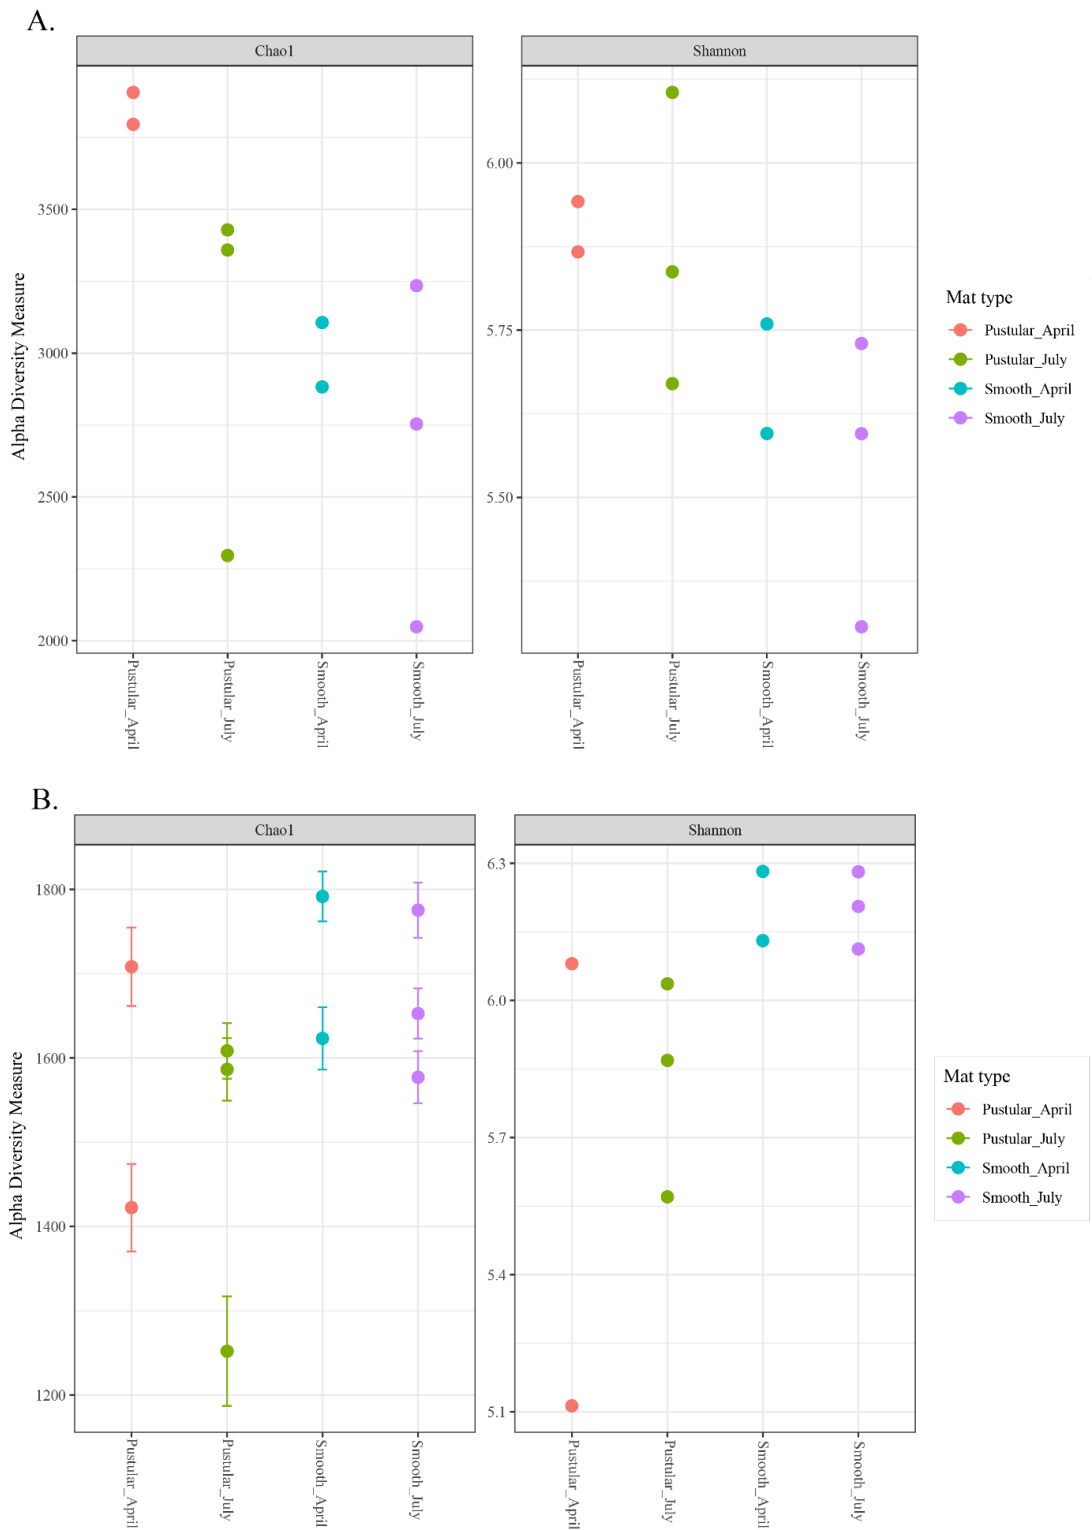 A.
Chao1
Shannon
Alpha Diversity Measure
3500
3000
2500
2000
6.00
5.75
5.50
Pustular_April
Pustular_July
Smooth_April
Smooth_July
Pustular_April
Pustular_July
Smooth_April
Smooth_July
Mat type
Pustular_April
Pustular_July
Smooth_April
Smooth_July
B.
Chao1
Shannon
Alpha Diversity Measure
1800
1600
1400
1200
6.3
6.0
5.7
5.4
5.1
Pustular_April
Pustular_July
Smooth_April
Smooth_July
Pustular_April
Pustular_July
Smooth_April
Smooth_July
Mat type
Pustular_April
Pustular_July
Smooth_April
Smooth_July